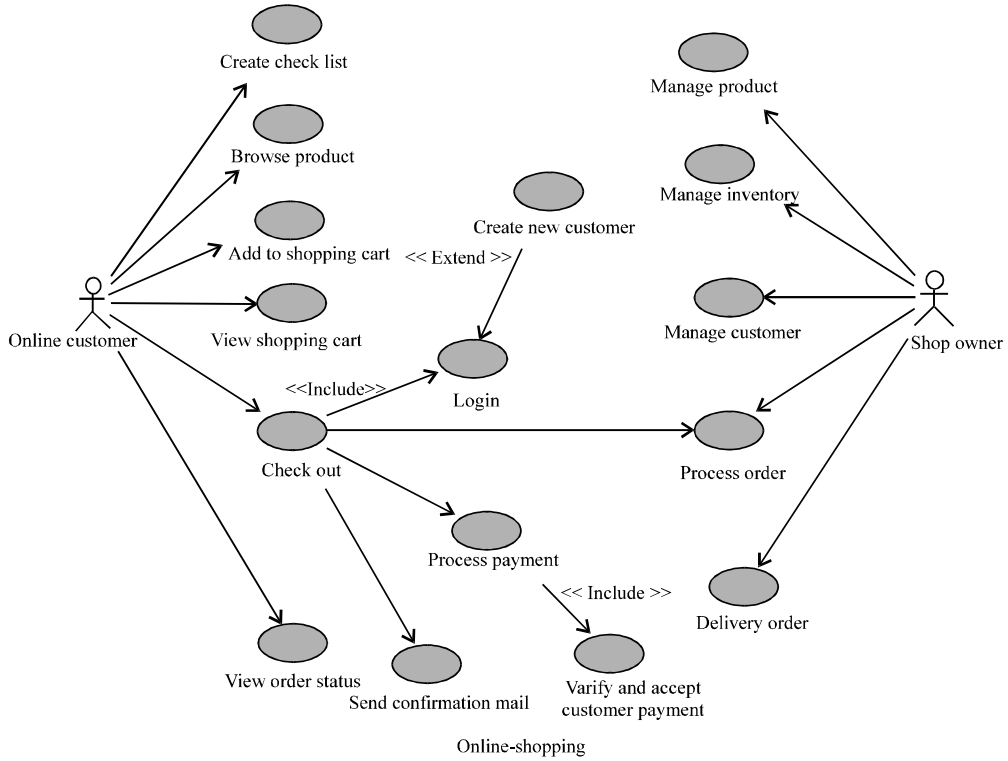 Create check list
Manage product
Browse product
Manage inventory
Create new customer
Add to shopping cart
<< Extend >>
View shopping cart
Manage customer
Online customer
Shop owner
<<Include>>
Login
Check out
Process order
Process payment
<< Include >>
Delivery order
View order status
Send confirmation mail
Varify and accept
customer payment
Online-shopping